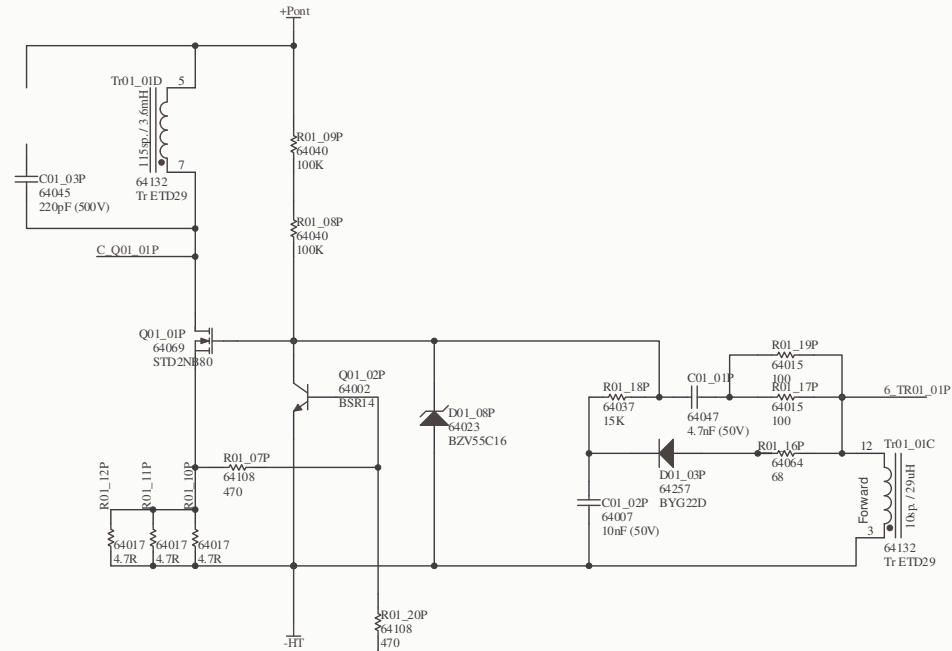 +Pont
Tr01_01D
5
115sp. / 3.6mH
7
64132
Tr ETD29
C01_03P
64045
220pF (500V)
R01_09P
64040
100K
R01_08P
64040
100K
C_Q01_01P
Q01_01P
64069
STD2NB80
Q01_02P
64002
BSR14
D01_08P
64023
BZV55C16
R01_18P
64037
15K
C01_01P
64047
4.7nF (50V)
R01_19P
64015
100
R01_17P
64015
100
6_TR01_01P
R01_16P
64064
68
12
Tr01_01C
Forward
10sp. / 29uH
3
64132
Tr ETD29
D01_03P
64257
BYG22D
C01_02P
64007
10nF (50V)
R01_07P
64108
470
R01_12P
R01_11P
R01_10P
64017
4.7R
64017
4.7R
64017
4.7R
R01_20P
64108
470
-HT